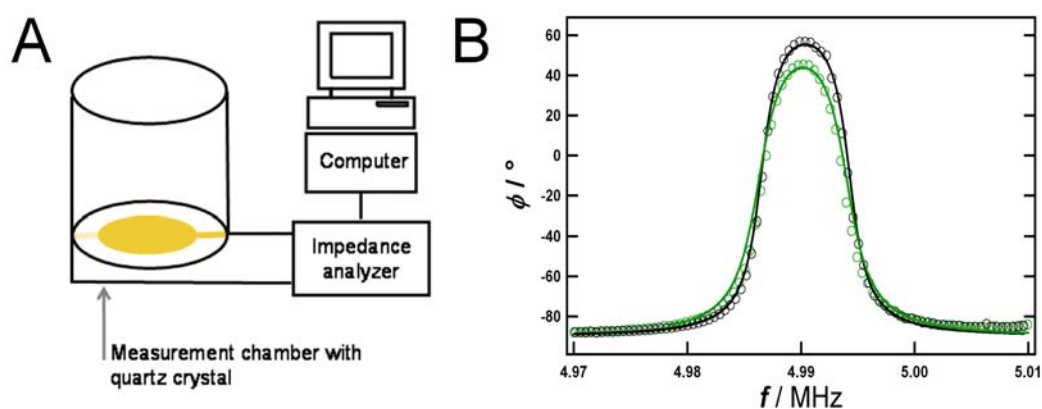 A
Computer
Impedance
analyzer
Measurement chamber with
quartz crystal
B
ϕ / °
60
40
20
0
-20
-40
-60
-80
4.97
4.98
4.99
5.00
5.01
f / MHz